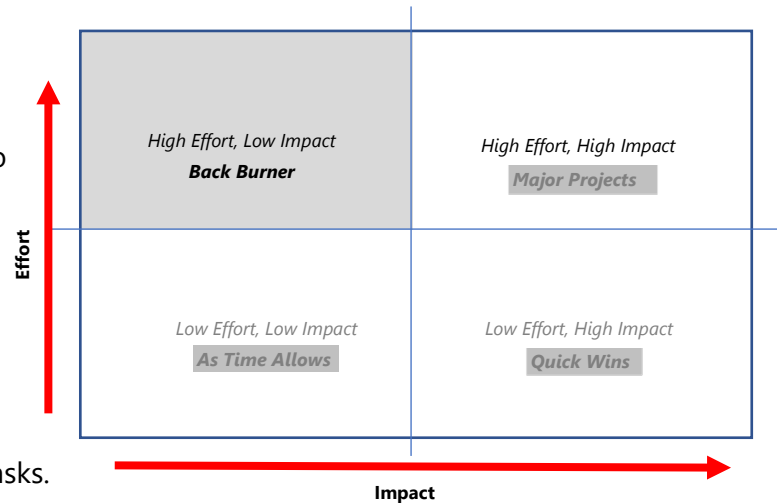 High Effort, Low Impact
Back Burner
High Effort, High Impact
Major Projects
Effort
Low Effort, Low Impact
As Time Allows
Low Effort, High Impact
Quick Wins
Impact